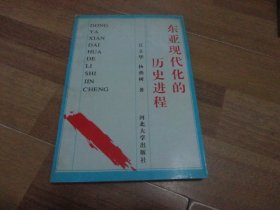 DONG
YA
XIAN
DAI
HUA
DE
LI
SHI
JIN
CHENG
东亚现代化的
历史进程
著
河北大学出版社